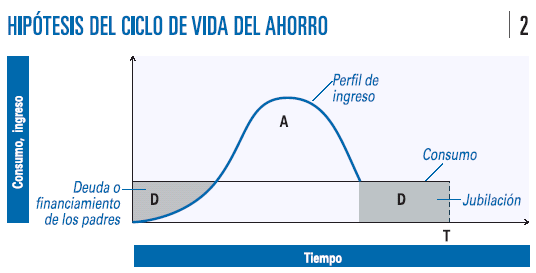 HIPÓTESIS DEL CICLO DE VIDA DEL AHORRO
2
Consumo, ingreso
Perfil de
ingreso
A
Consumo
Deuda o
financiamiento
de los padres
D
D
Jubilación
T
Tiempo